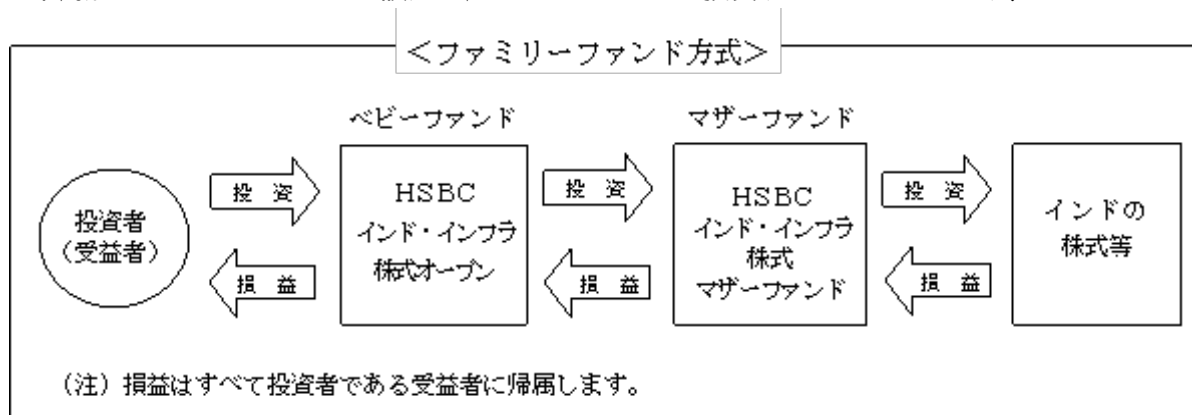 ＜ファミリーファンド方式＞
ベビーファンド
マザーファンド
投資者
（受益者）
投 資
損 益
HSBC
インド・インフラ
株式オープン
投 資
損 益
HSBC
インド・インフラ
株式
マザーファンド
投 資
損 益
インドの
株式等
（注）損益はすべて投資者である受益者に帰属します。